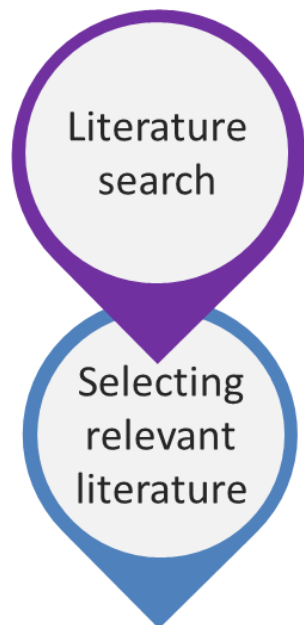 Literature
search
Selecting
relevant
literature